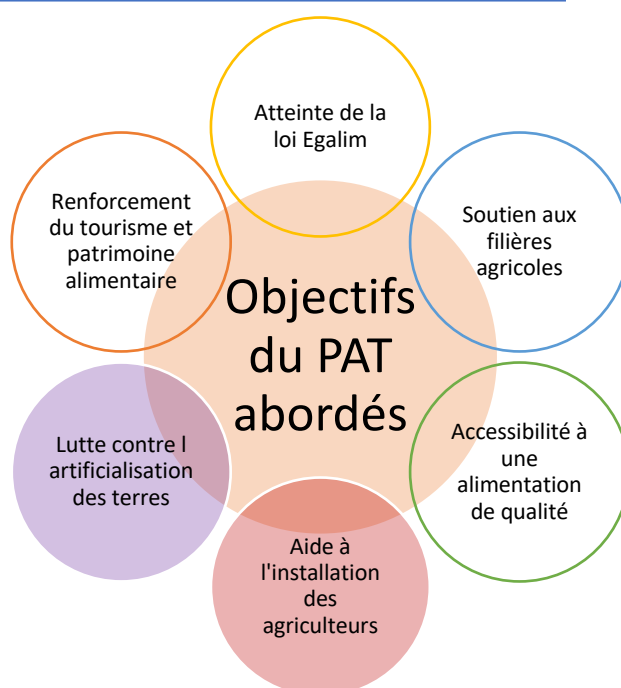 Atteinte de la
loi Egalim
Renforcement
du tourisme et
patrimoine
alimentaire
Soutien aux
filières
agricoles
Objectifs
du PAT
abordés
Lutte contre l
artificialisation
des terres
Accessibilité à
une
alimentation
de qualité
Aide à
l'installation
des
agriculteurs